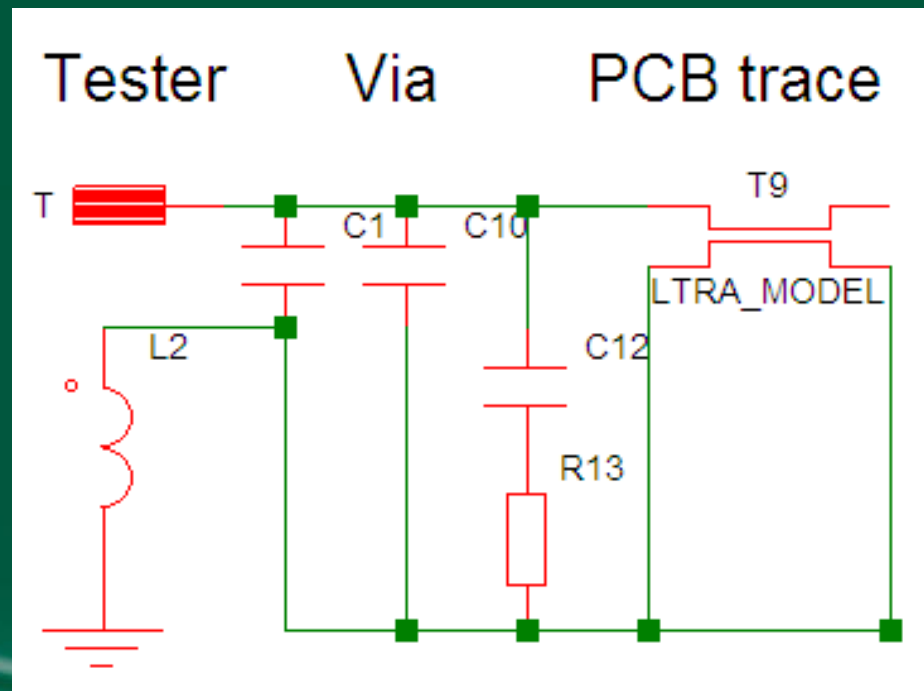 Tester Via PCB trace
T
T9
C1
C10
LTRA_MODEL
L2
C12
R13